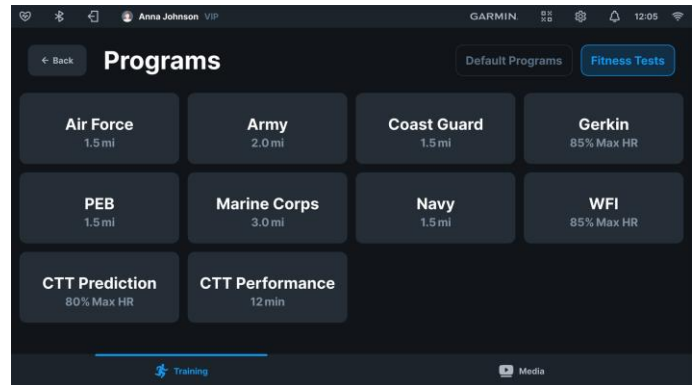 Anna Johnson VIP GARMIN. 12:05
← Back Programs Default Programs Fitness Tests
Air Force Army Coast Guard Gerkin
1.5 mi 2.0 mi 1.5 mi 85% Max HR
PEB Marine Corps Navy WFI
1.5 mi 3.0 mi 1.5 mi 85% Max HR
CTT Prediction CTT Performance
80% Max HR 12 min
Training Media